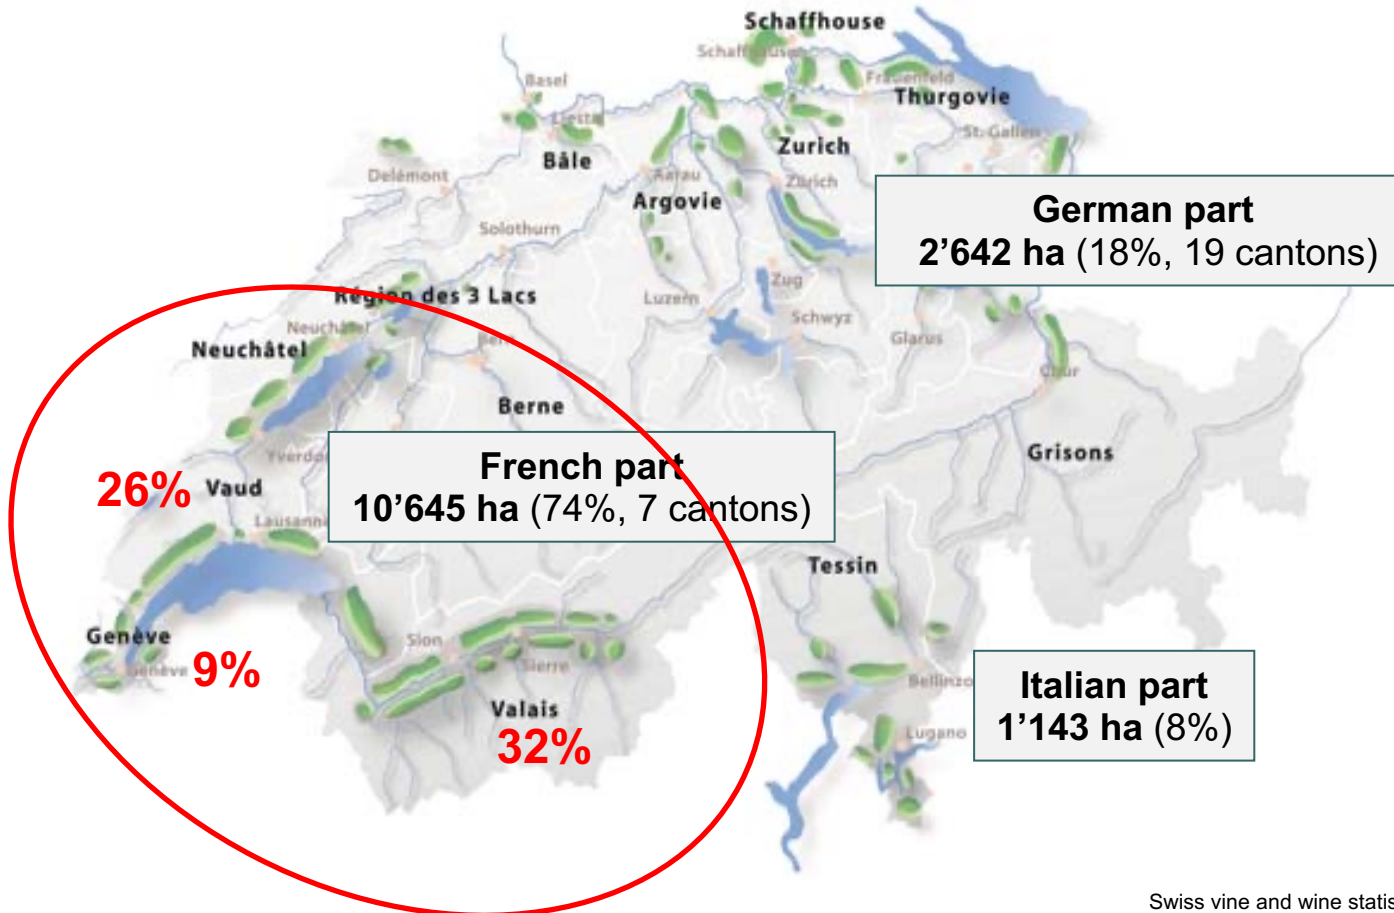 Schaffhouse
Schaffhausen
Basel
Frauenfeld
Thurgovie
Liestal
St. Gallen
Bâle
Zurich
Delémont
Aarau
Zürich
Argovie
German part
2’642 ha (18%, 19 cantons)
Solothurn
Zug
Région des 3 Lacs
Luzern
Schwyz
Neuchâtel
Glarus
Neuchâtel
Bern
Chur
Berne
Grisons
Yverdon
French part
10’645 ha (74%, 7 cantons)
26%
Vaud
Lausanne
Tessin
Genève
Genève
9%
Sion
Sierre
Bellinzo
Italian part
1’143 ha (8%)
Valais
32%
Lugano
Swiss vine and wine statis